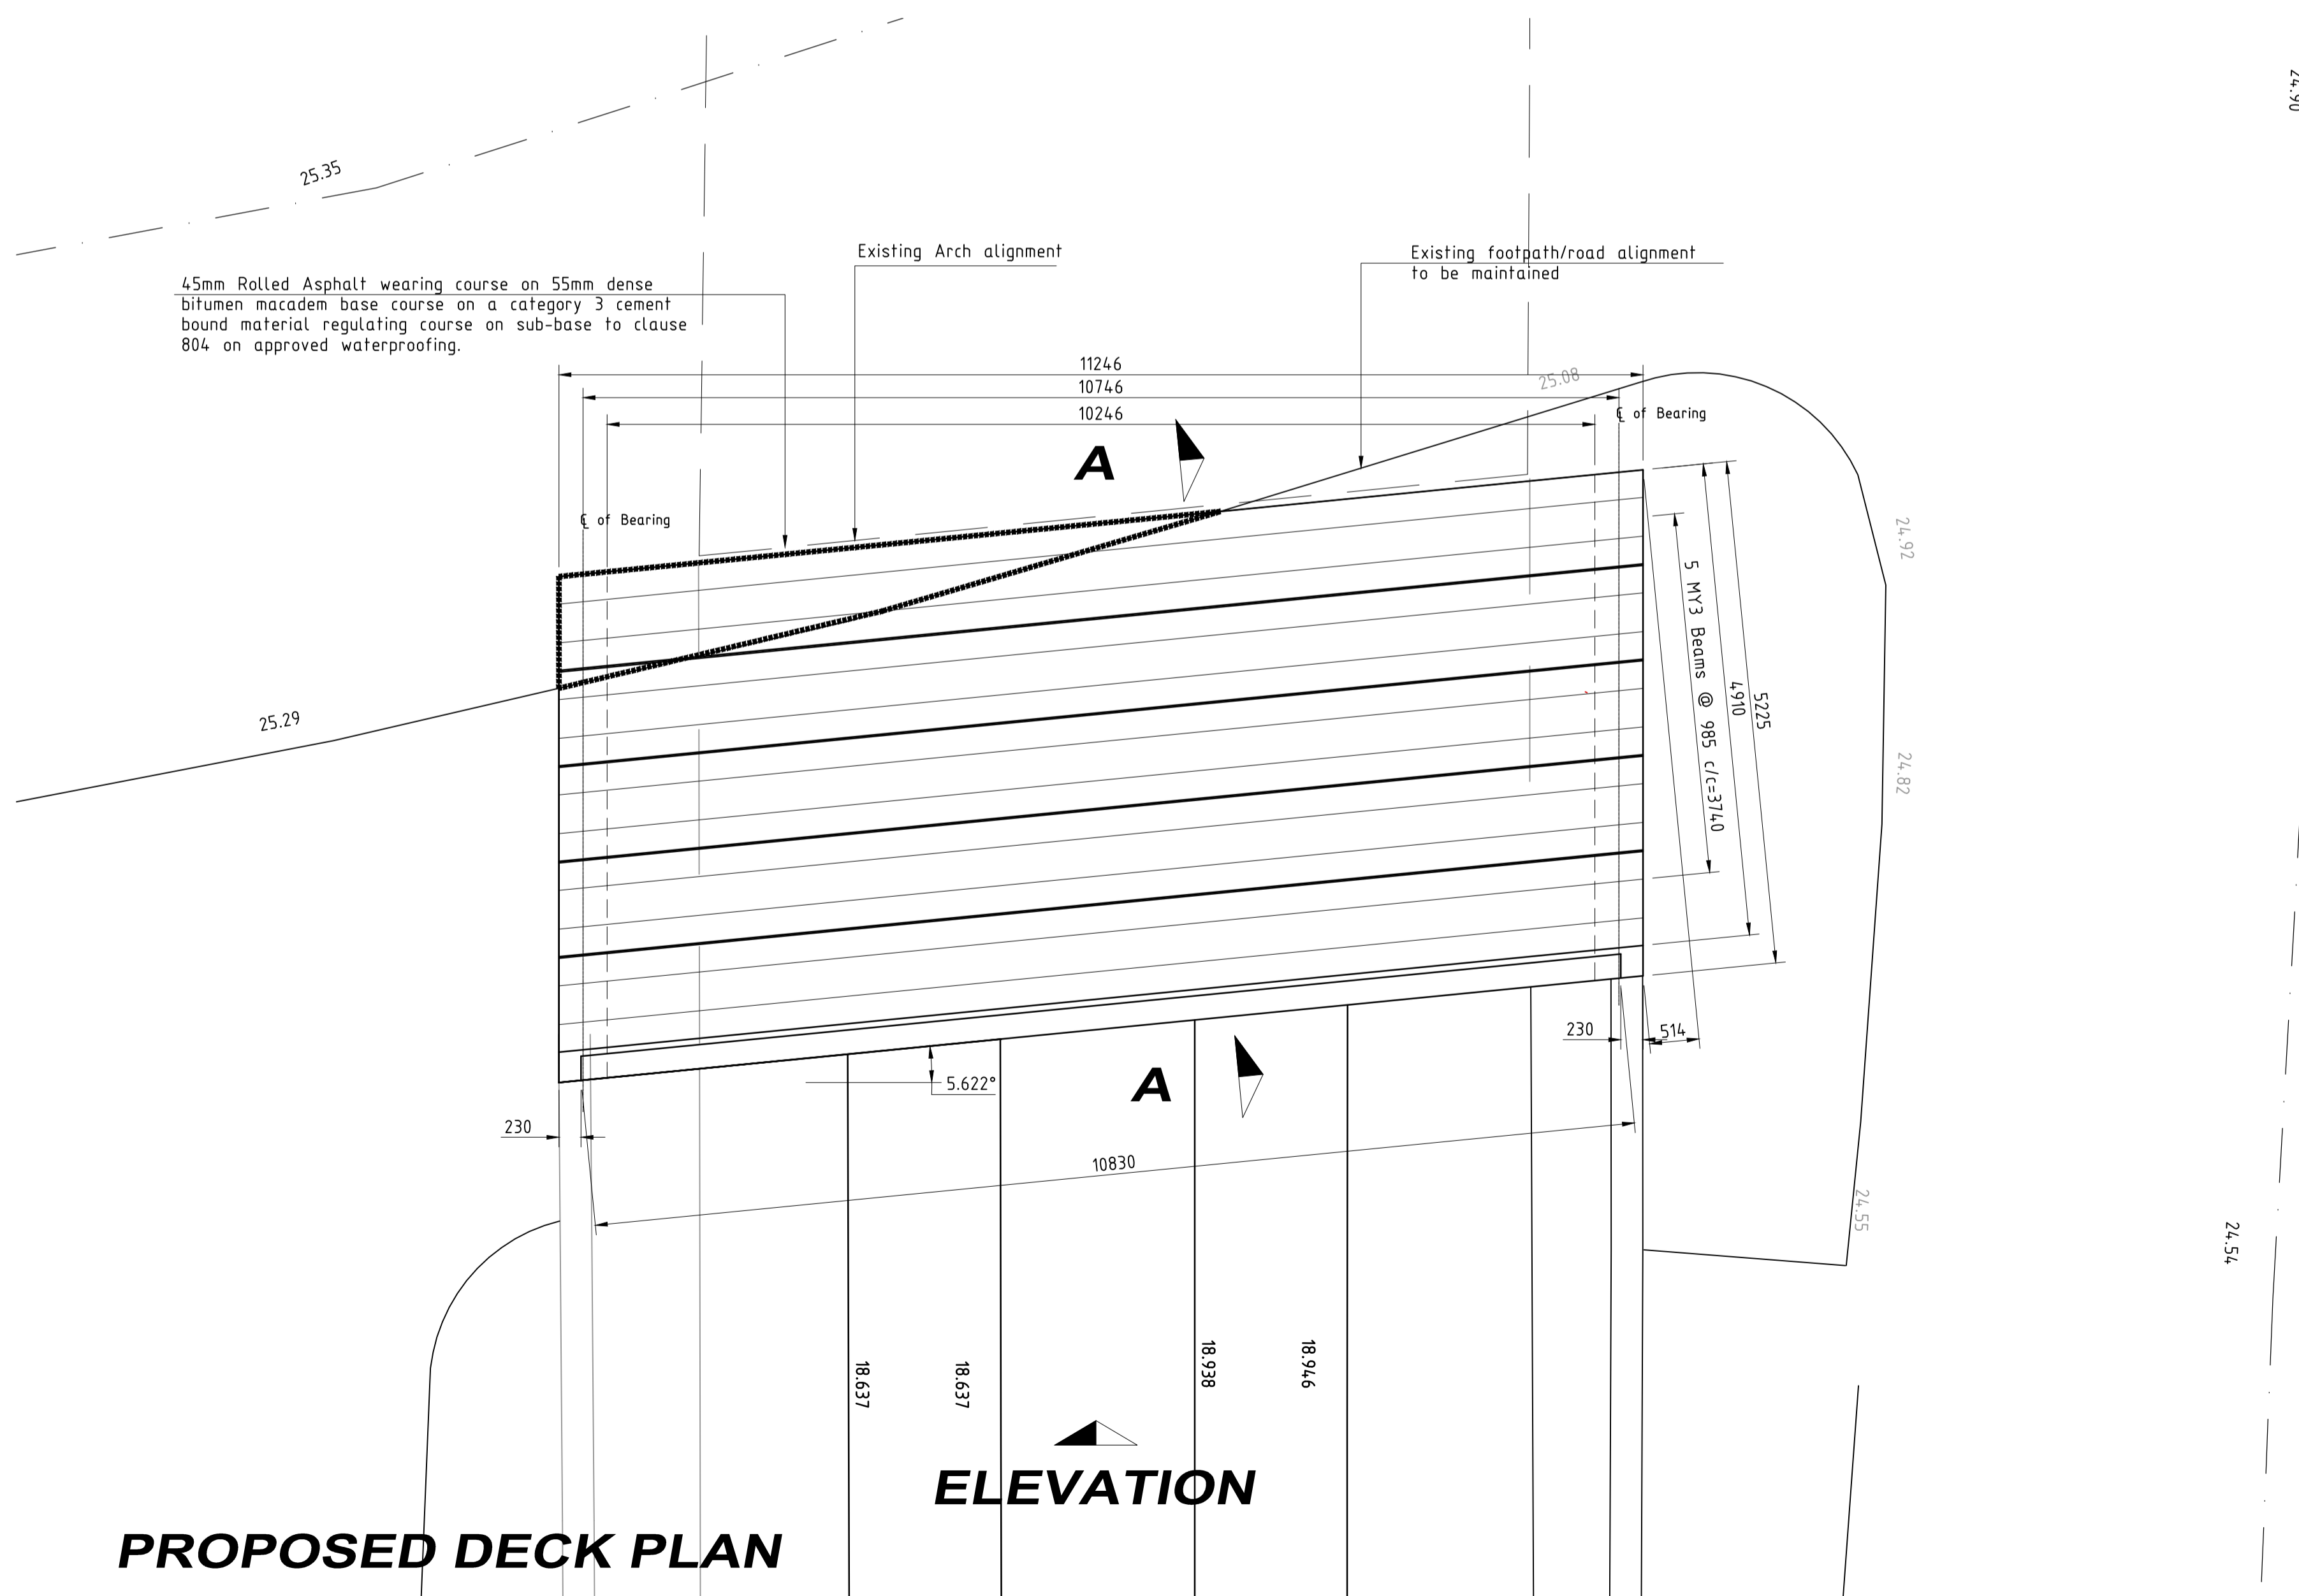 24.90
25.35
Existing Arch alignment
Existing footpath/road alignment
to be maintained
45mm Rolled Asphalt wearing course on 55mm dense
bitumen macadem base course on a category 3 cement
bound material regulating course on sub-base to clause
804 on approved waterproofing.
11246
25.08
10746
10246
℄ of Bearing
A
℄ of Bearing
24.92
5 MY3 Beams @ 985 c/c=3740
4910
5225
25.29
24.82
230
514
5.622°
A
230
10830
24.55
24.54
18.637
18.637
18.938
18.946
ELEVATION
PROPOSED DECK PLAN